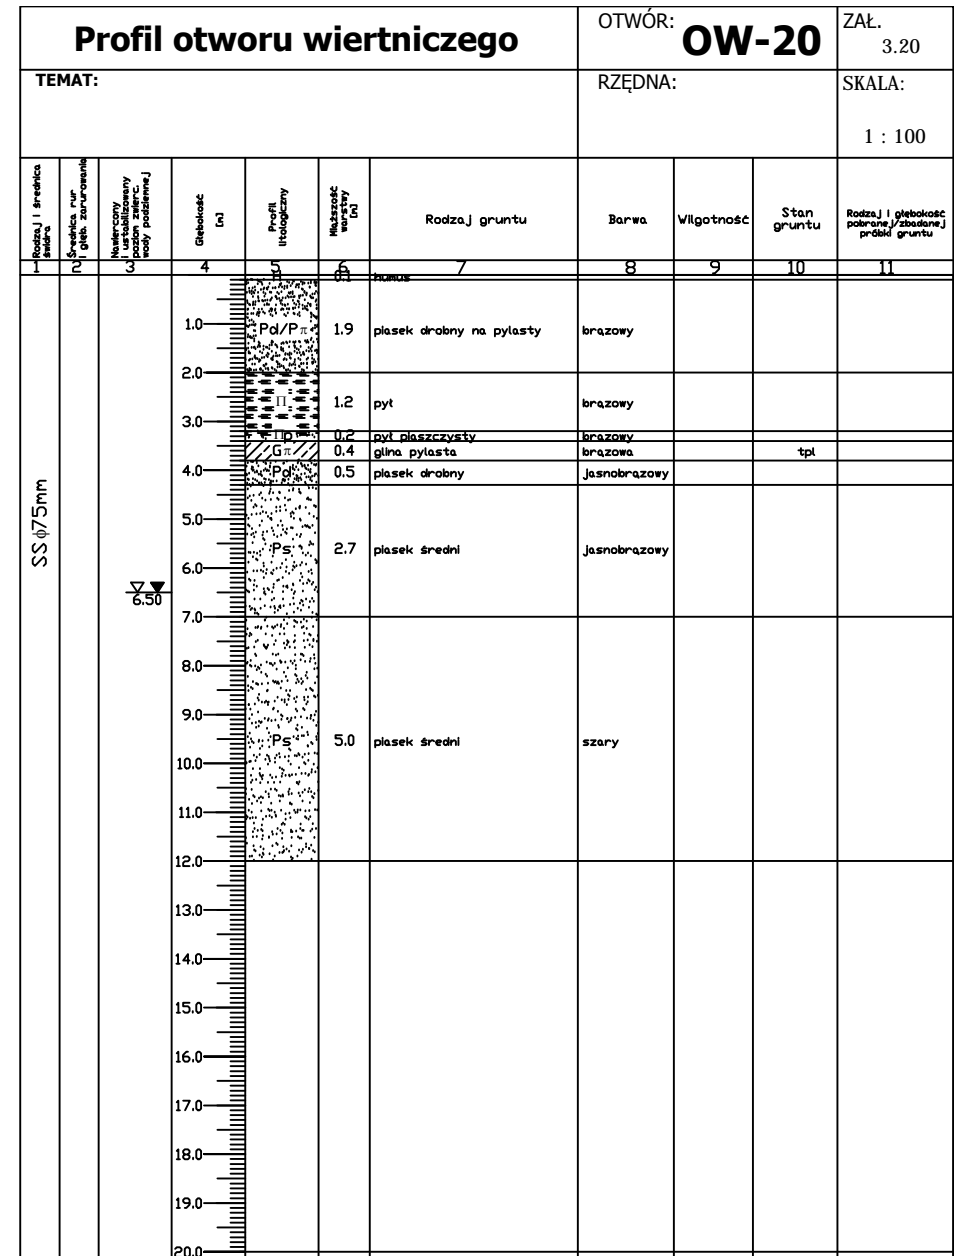 Profil otworu wiertniczego
OTWÓR: OW-20
ZAŁ.
3.20
TEMAT:
RZĘDNA:
SKALA:
1 : 100
Rodzaj i średnica
świdra
Średnica rur
i głęb. zarurowania
Nawiercony
i ustabilizowany
poziom zwierc.
wody podziemnej
Głębokość
[m]
Profil
litologiczny
Miąższość
warstwy
[m]
Rodzaj gruntu
Barwa
Wilgotność
Stan
gruntu
Rodzaj i głębokość
pobranej/zbadanej
próbki gruntu
1 2 3 4 5 6 7 8 9 10 11
0.1 humus
1.0 Pd/Pπ 1.9 piasek drobny na pylasty brązowy
2.0
Π 1.2 pył brązowy
3.0
Πp 0.2 pył piaszczysty brązowy
Gπ 0.4 glina pylasta brązowa tpl
4.0 Pd 0.5 piasek drobny jasnobrązowy
SSϕ75mm
5.0
Ps 2.7 piasek średni jasnobrązowy
6.0
6.50
7.0
8.0
9.0
Ps 5.0 piasek średni szary
10.0
11.0
12.0
13.0
14.0
15.0
16.0
17.0
18.0
19.0
20.0